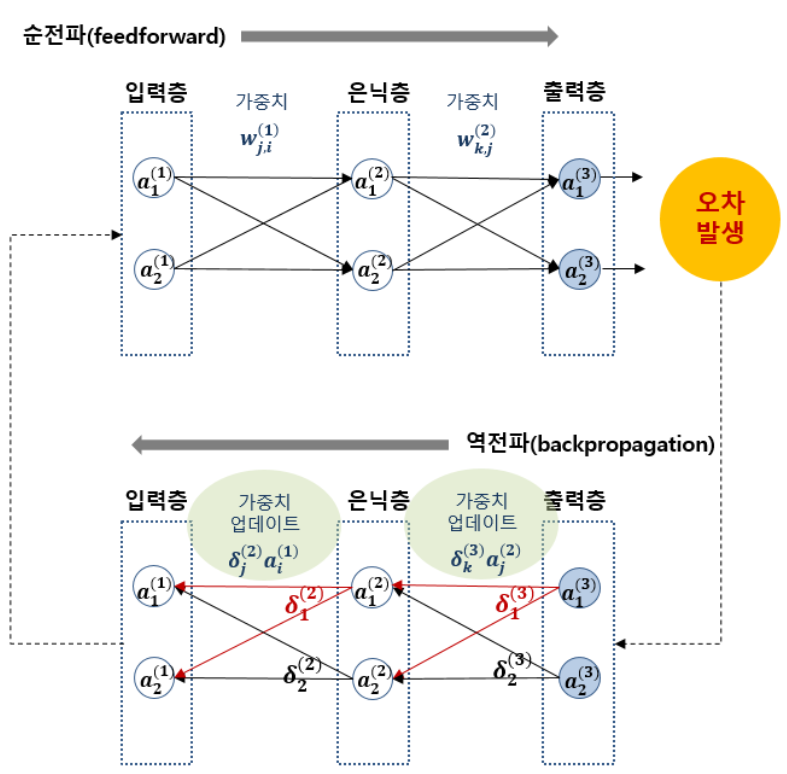 순전파(feedforward)
입력층
가중치
w_{j,i}^{(1)}
은닉층
가중치
w_{k,j}^{(2)}
출력층
a_1^{(1)}
a_1^{(2)}
a_1^{(3)}
a_2^{(1)}
a_2^{(2)}
a_2^{(3)}
오차
발생
역전파(backpropagation)
입력층
가중치
업데이트
δ_j^{(2)}a_i^{(1)}
은닉층
가중치
업데이트
δ_k^{(3)}a_j^{(2)}
출력층
a_1^{(1)}
δ_1^{(2)}
a_1^{(2)}
δ_1^{(3)}
a_1^{(3)}
a_2^{(1)}
δ_2^{(2)}
a_2^{(2)}
δ_2^{(3)}
a_2^{(3)}